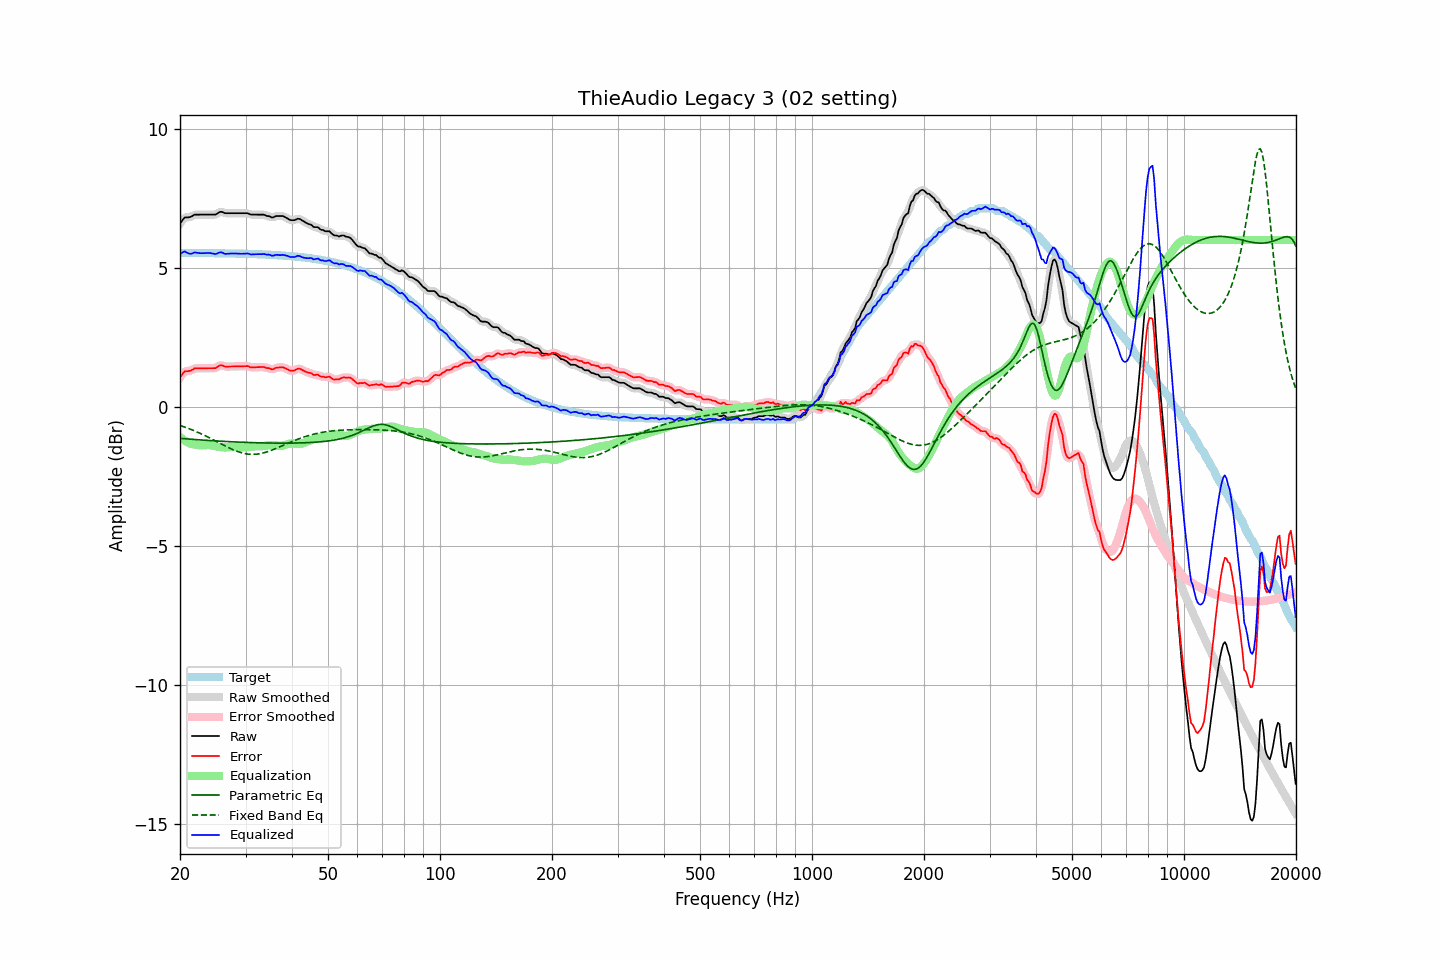 ThieAudio Legacy 3 (02 setting)
10
5
0
−5
−10
−15
Amplitude (dBr)
Target
Raw Smoothed
Error Smoothed
Raw
Error
Equalization
Parametric Eq
Fixed Band Eq
Equalized
20 50 100 200 500 1000 2000 5000 10000 20000
Frequency (Hz)